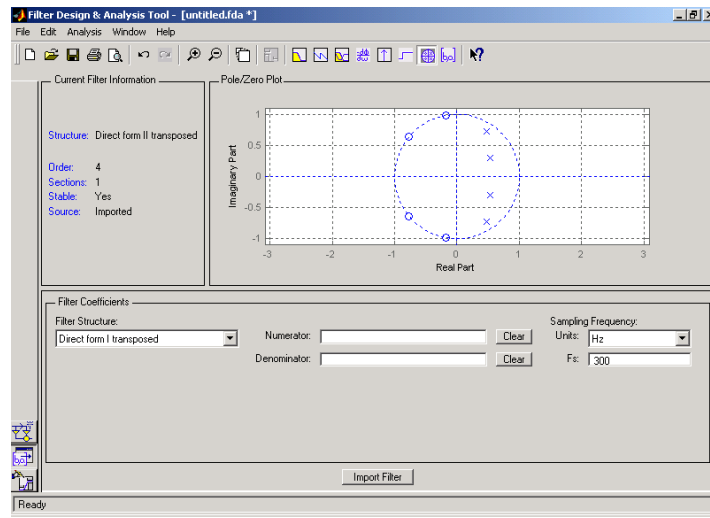 Filter Design & Analysis Tool - [untitled.fda *]
File Edit Analysis Window Help
Current Filter Information
Structure: Direct form II transposed
Order: 4
Sections: 1
Stable: Yes
Source: Imported
Pole/Zero Plot
1
0.5
0
-0.5
-1
Imaginary Part
-3 -2 -1 0 1 2 3
Real Part
Filter Coefficients
Filter Structure:
Direct form I transposed
Numerator: Clear
Denominator: Clear
Sampling Frequency:
Units: Hz
Fs: 300
Import Filter
Ready